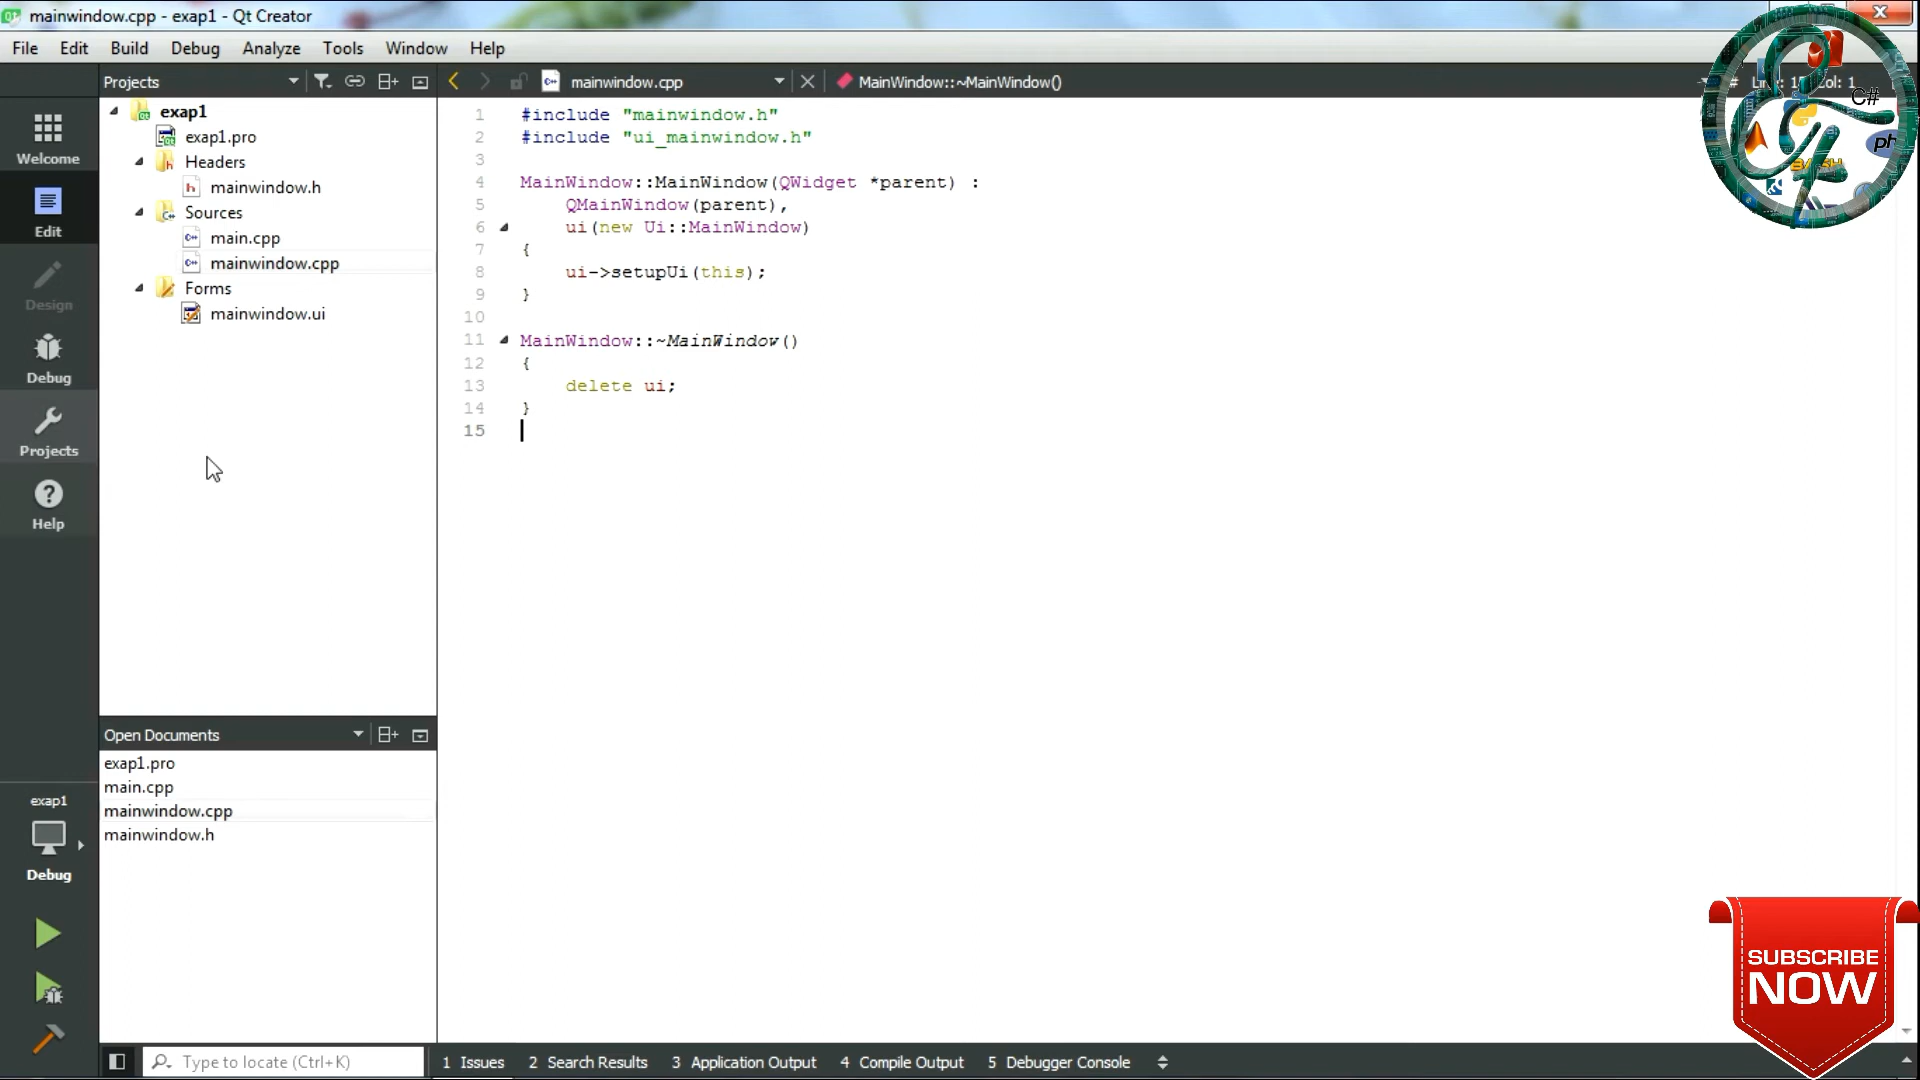 mainwindow.cpp - exap1 - Qt Creator
File Edit Build Debug Analyze Tools Window Help
Projects
mainwindow.cpp
MainWindow::~MainWindow()
Welcome
Edit
Design
Debug
Projects
Help
exap1
exap1.pro
Headers
mainwindow.h
Sources
main.cpp
mainwindow.cpp
Forms
mainwindow.ui
1 #include "mainwindow.h"
2 #include "ui_mainwindow.h"
3
4 MainWindow::MainWindow(QWidget *parent) :
5 QMainWindow(parent),
6 ui(new Ui::MainWindow)
7 {
8 ui->setupUi(this);
9 }
10
11 MainWindow::~MainWindow()
12 {
13 delete ui;
14 }
15
C#
Open Documents
exap1.pro
main.cpp
mainwindow.cpp
mainwindow.h
exap1
Debug
SUBSCRIBE
NOW
Type to locate (Ctrl+K)
1 Issues 2 Search Results 3 Application Output 4 Compile Output 5 Debugger Console